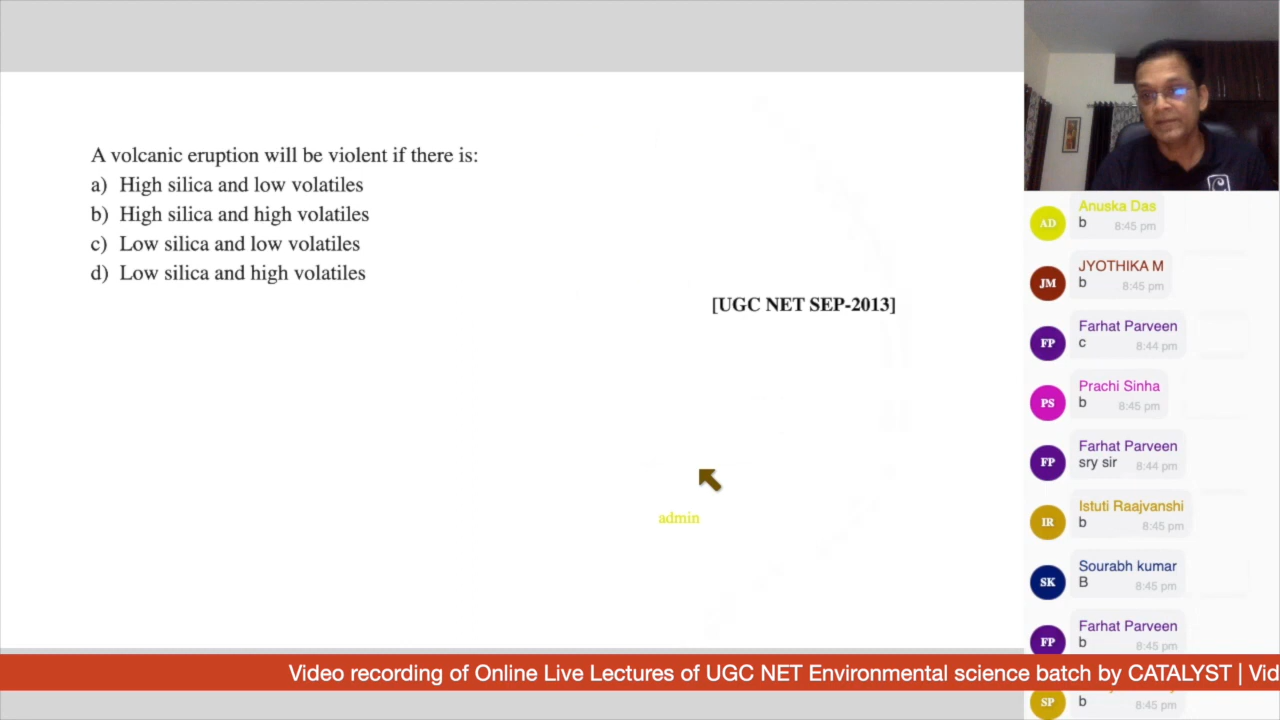 A volcanic eruption will be violent if there is:
a) High silica and low volatiles
b) High silica and high volatiles
c) Low silica and low volatiles
d) Low silica and high volatiles
[UGC NET SEP-2013]
admin
AD
Anuska Das
b
8:45 pm
JM
JYOTHIKA M
b
8:45 pm
FP
Farhat Parveen
c
8:44 pm
PS
Prachi Sinha
b
8:45 pm
FP
Farhat Parveen
sry sir
8:44 pm
IR
Istuti Raajvanshi
b
8:45 pm
SK
Sourabh kumar
B
8:45 pm
FP
Farhat Parveen
b
8:45 pm
Video recording of Online Live Lectures of UGC NET Environmental science batch by CATALYST | Vid
SP
b
8:45 pm